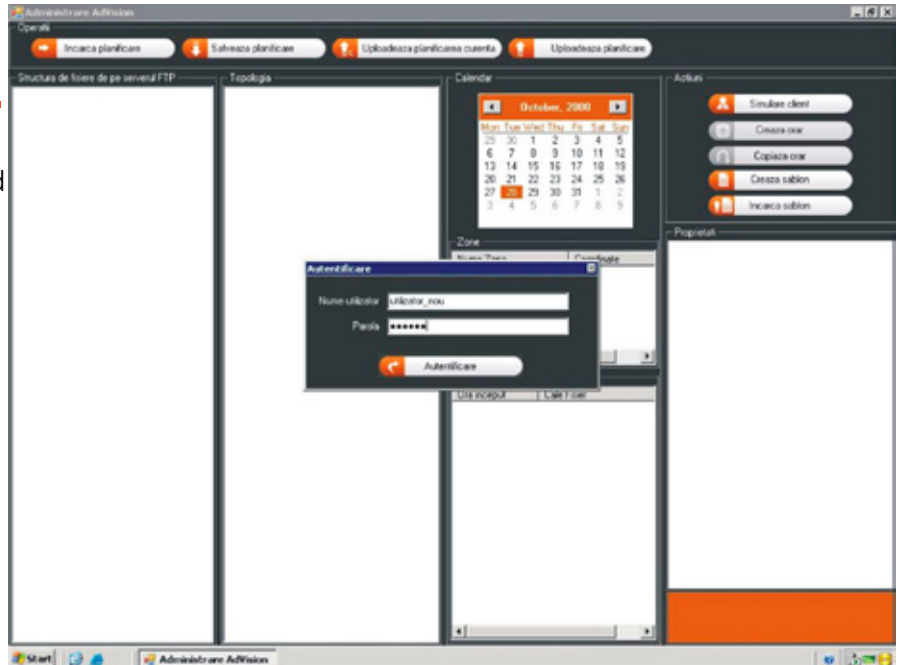 Administrare AdVision
Operatii
Incarca planificare
Salveaza planificare
Uploadeaza planificarea curenta
Uploadeaza planificare
Structura de fisiere de pe serverul FTP
Topologia
Calendar
Actiuni
October, 2008
Mon Tue Wed Thu Fri Sat Sun
29 30 1 2 3 4 5
6 7 8 9 10 11 12
13 14 15 16 17 18 19
20 21 22 23 24 25 26
27 28 29 30 31 1 2
3 4 5 6 7 8 9
Simulare client
Creaza orar
Copiaza orar
Creaza sablon
Incarca sablon
Proprietati
Zone
Nume Zona Coordonate
Autentificare
Nume utilizator utilizator_nou
Parola ●●●●●●
Autentificare
Ora inceput Cale Fisier
d
Start Administrare AdVision